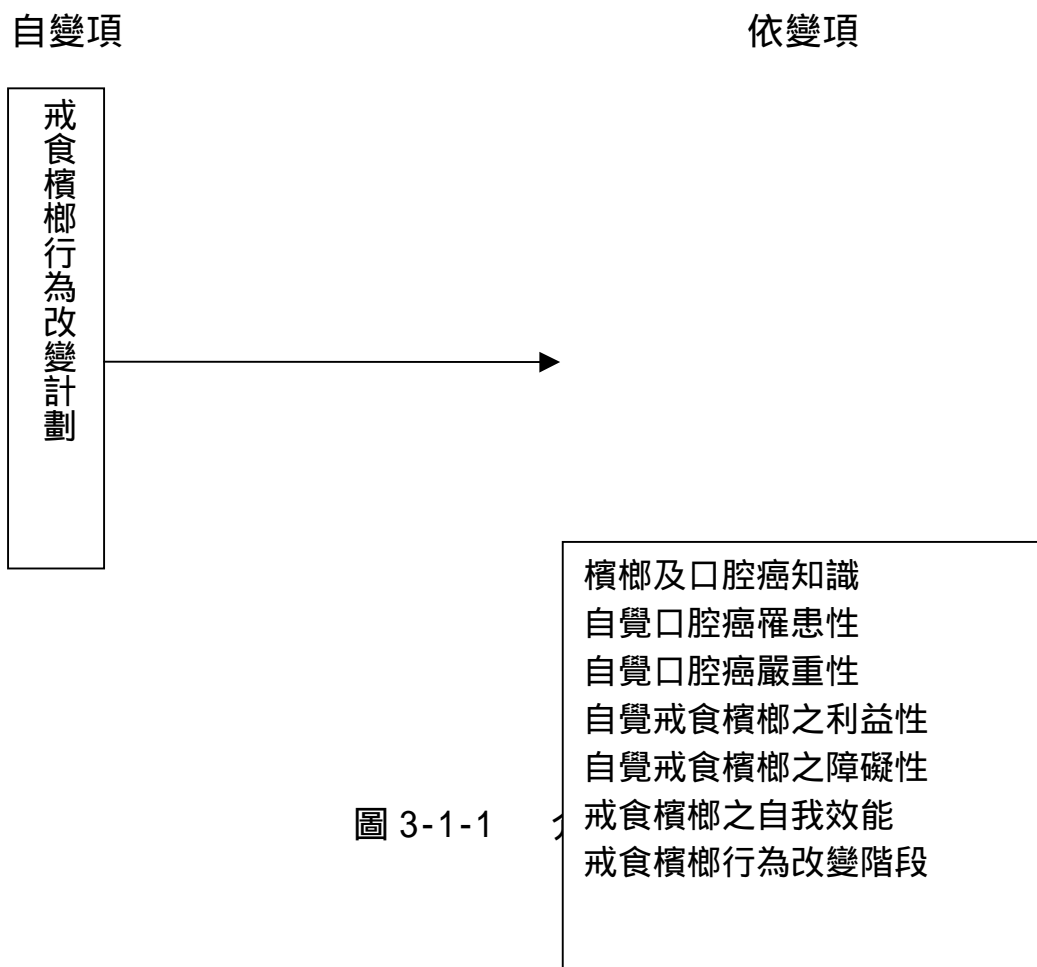 自變項
依變項
戒食檳榔行為改變計劃
檳榔及口腔癌知識
自覺口腔癌罹患性
自覺口腔癌嚴重性
自覺戒食檳榔之利益性
自覺戒食檳榔之障礙性
戒食檳榔之自我效能
戒食檳榔行為改變階段
圖 3-1-1